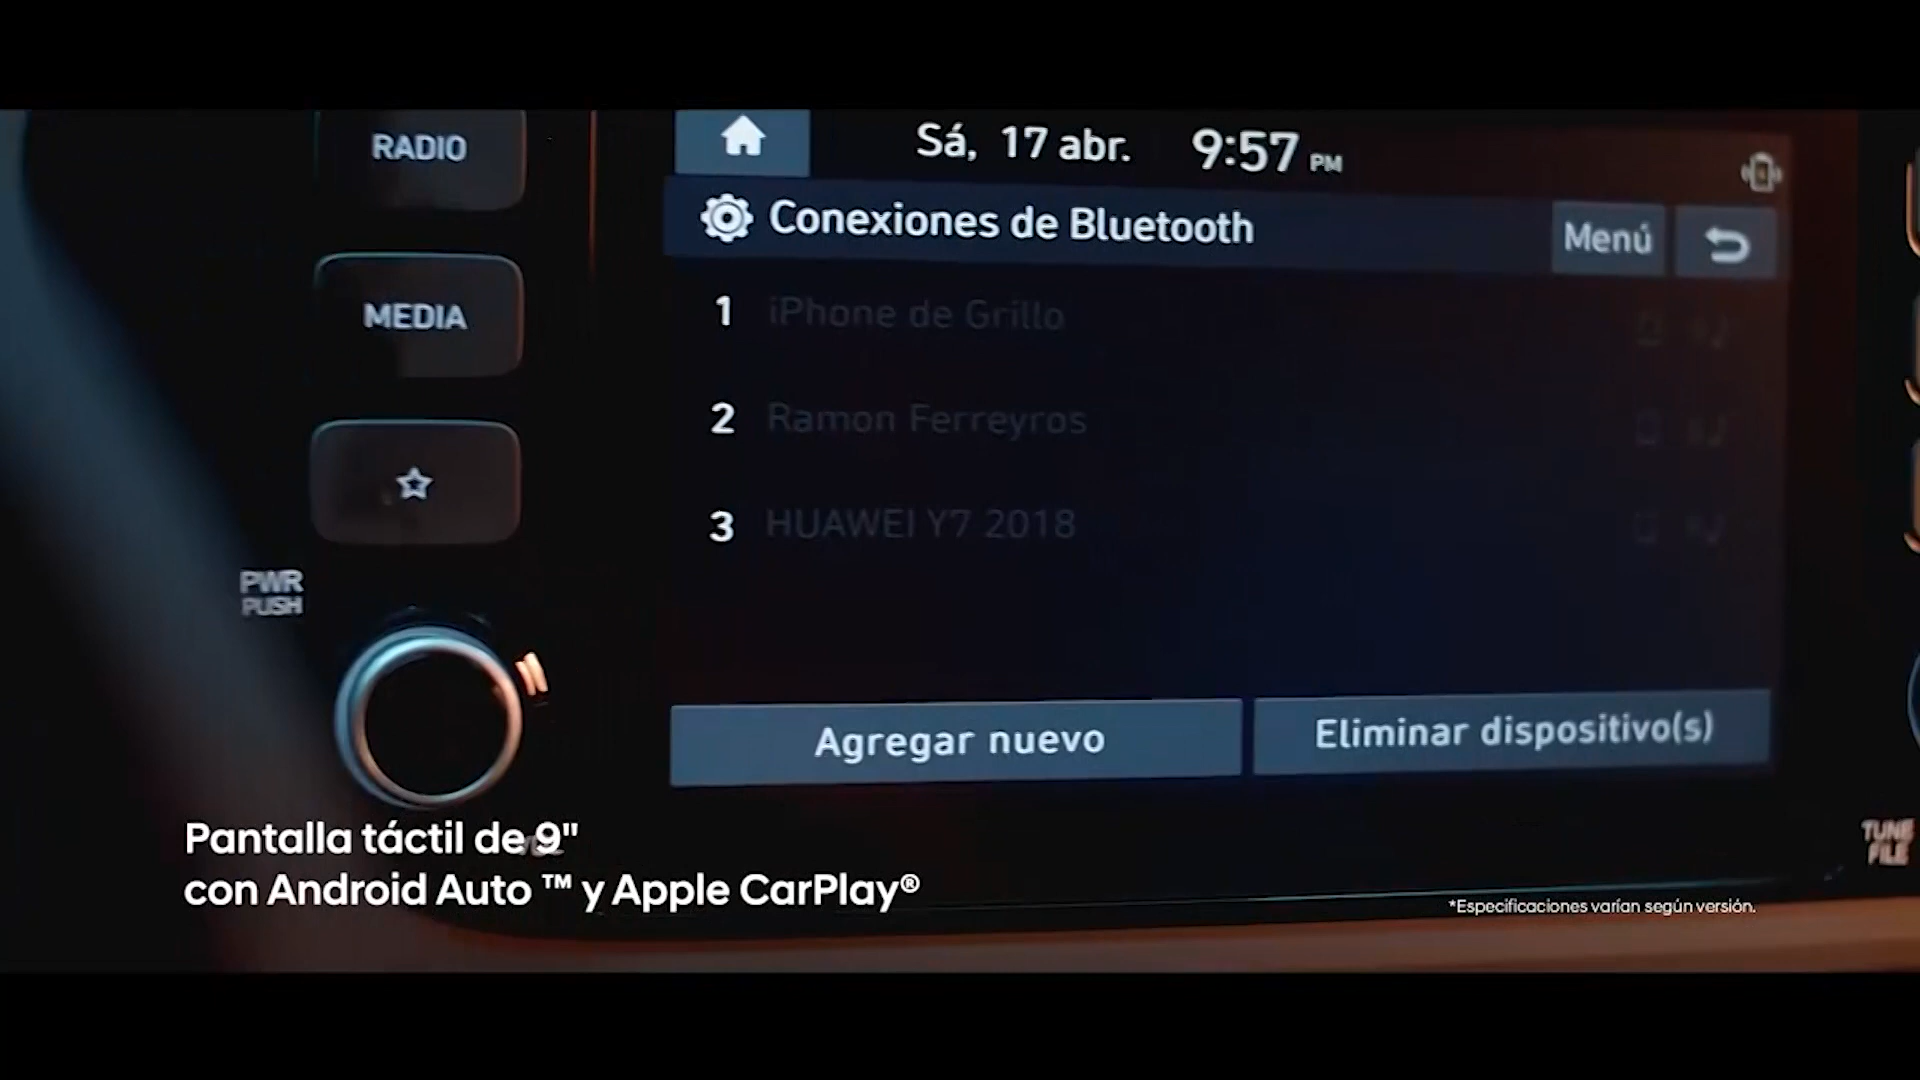 RADIO
MEDIA
PWR
PUSH
Sá, 17 abr. 9:57 PM
Conexiones de Bluetooth
Menú
1 iPhone de Grillo
2 Ramon Ferreyros
3 HUAWEI Y7 2018
Agregar nuevo
Eliminar dispositivo(s)
TUNE
FILE
Pantalla táctil de 9"
con Android Auto ™ y Apple CarPlay®
*Especificaciones varían según versión.